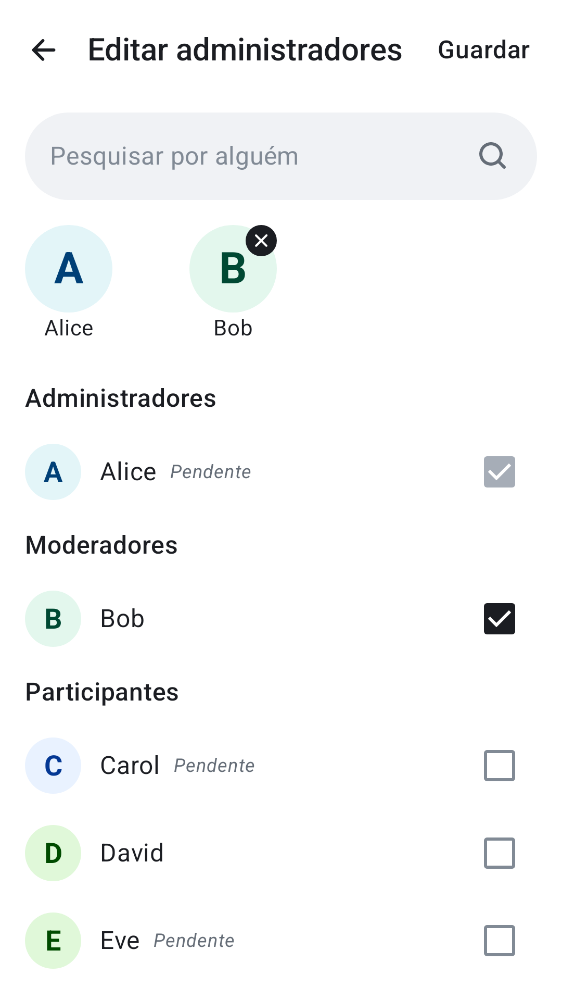 Editar administradores Guardar
Pesquisar por alguém
A B
Alice Bob
Administradores
A Alice Pendente
Moderadores
B Bob
Participantes
C Carol Pendente
D David
E Eve Pendente